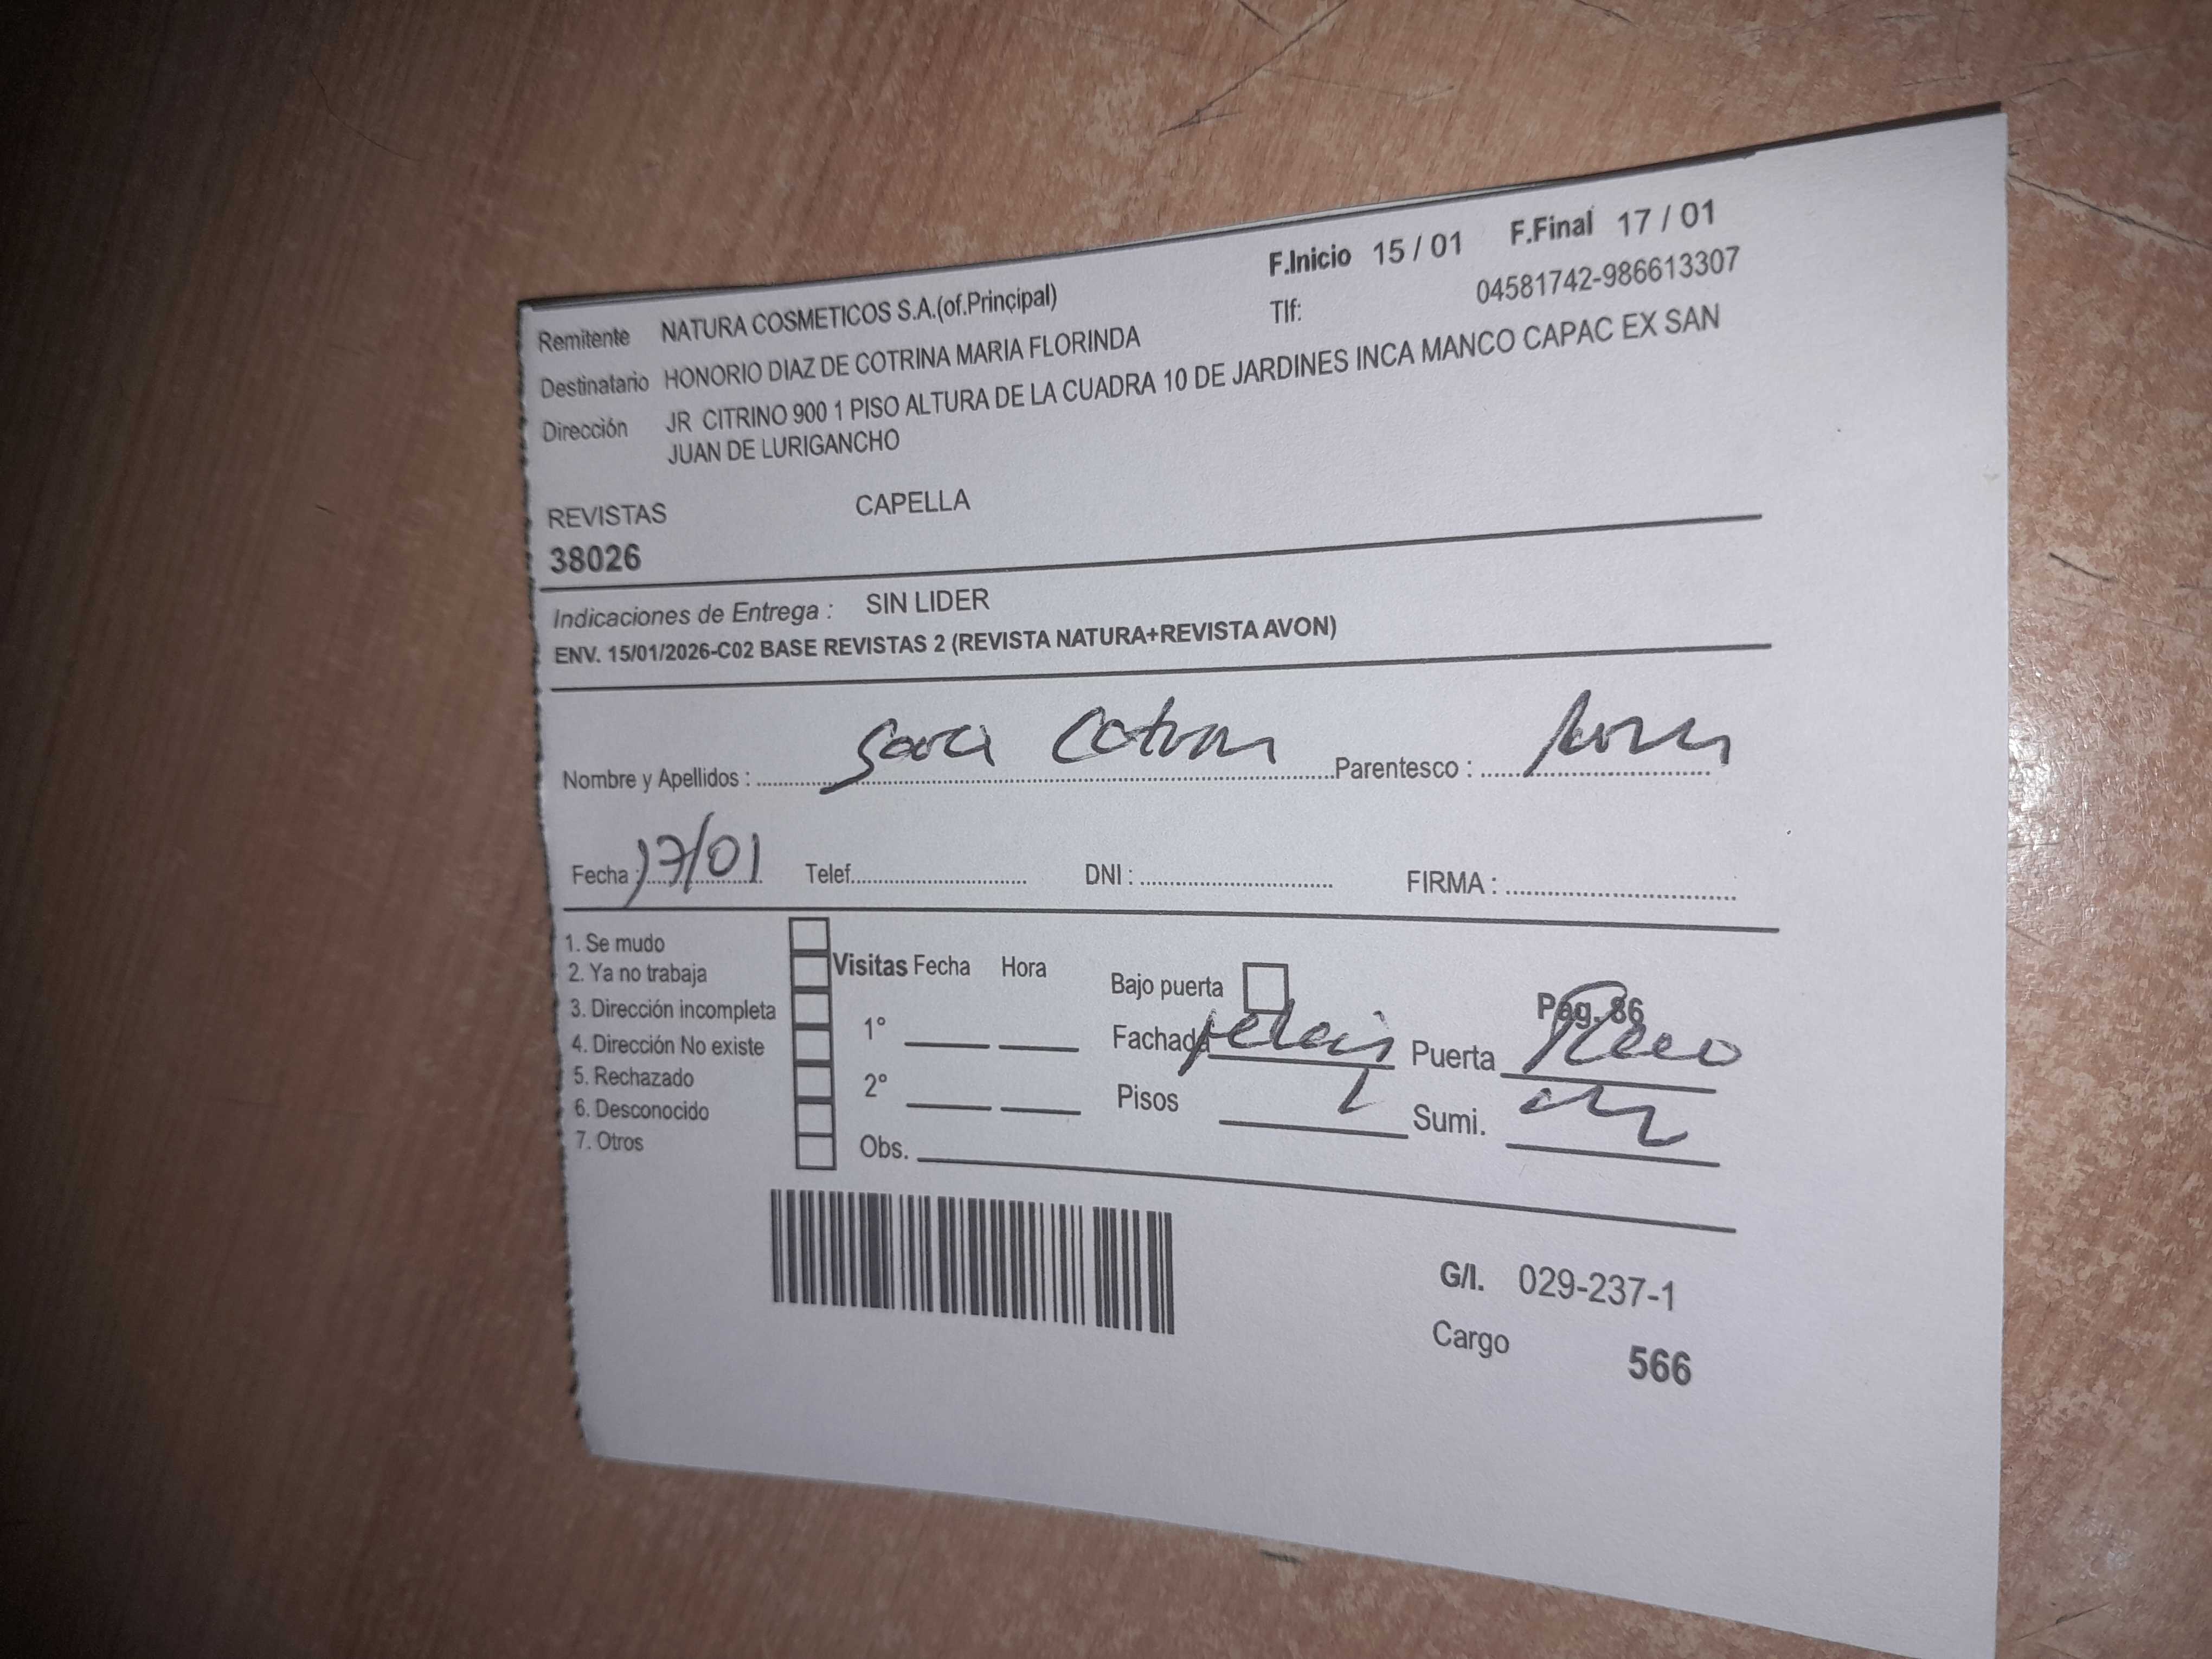 F.Inicio 15 / 01 F.Final 17 / 01
Remitente NATURA COSMETICOS S.A.(of.Principal) Tlf: 04581742-986613307
Destinatario HONORIO DIAZ DE COTRINA MARIA FLORINDA
Dirección JR CITRINO 900 1 PISO ALTURA DE LA CUADRA 10 DE JARDINES INCA MANCO CAPAC EX SAN
JUAN DE LURIGANCHO
REVISTAS CAPELLA
38026
Indicaciones de Entrega : SIN LIDER
ENV. 15/01/2026-C02 BASE REVISTAS 2 (REVISTA NATURA+REVISTA AVON)
Nombre y Apellidos : Parentesco :
Fecha : 17/01 Telef. DNI : FIRMA :
1. Se mudo
2. Ya no trabaja
3. Dirección incompleta
4. Dirección No existe
5. Rechazado
6. Desconocido
7. Otros
Visitas Fecha Hora
1°
2°
Obs.
Bajo puerta Pag. 86
Fachada Puerta
Pisos 1 Sumi.
G/I. 029-237-1
Cargo 566